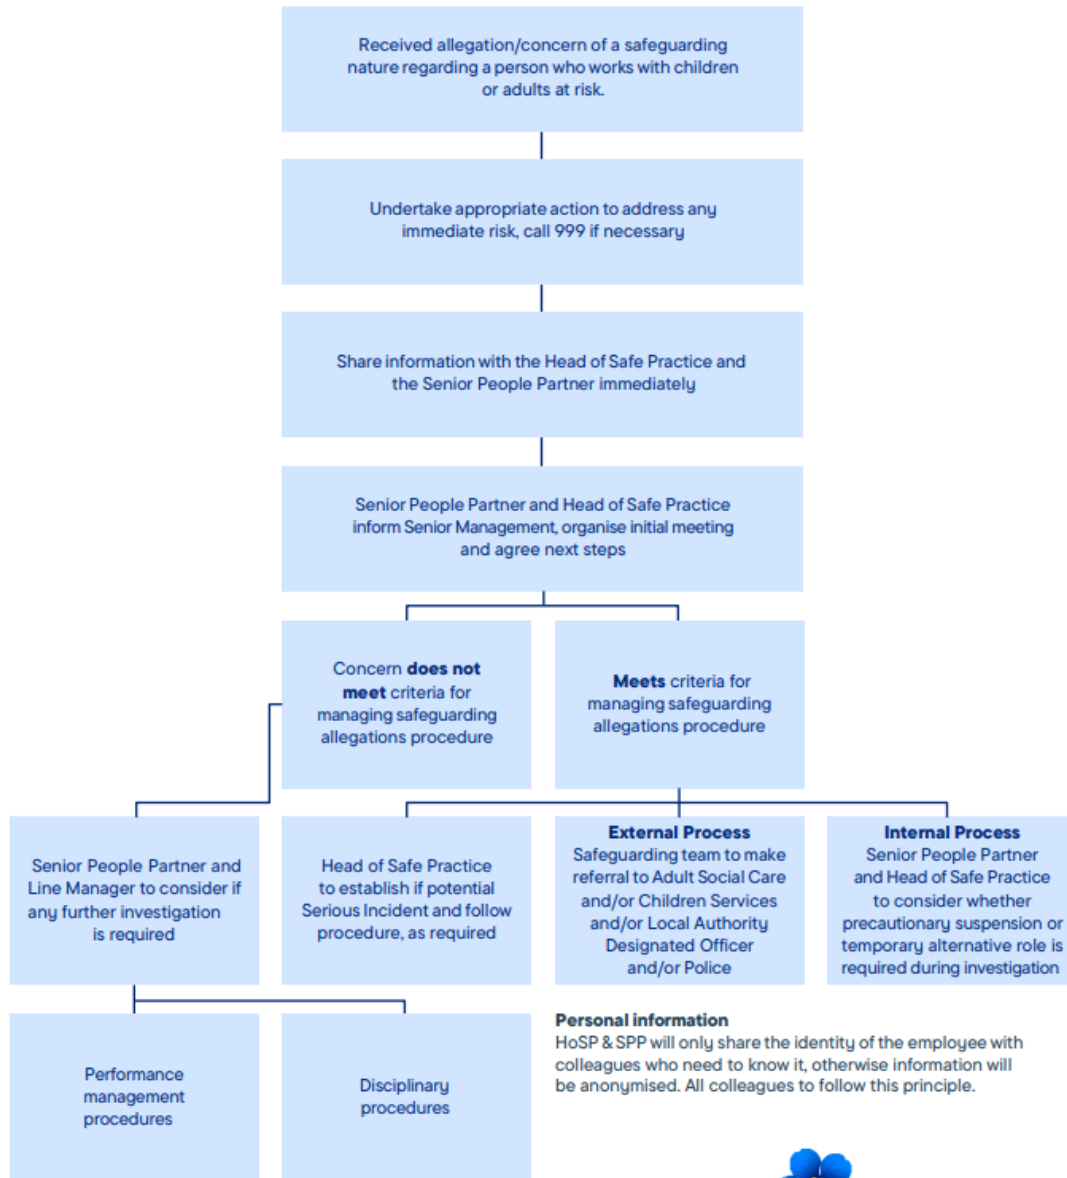 Received allegation/concern of a safeguarding
nature regarding a person who works with children
or adults at risk.
Undertake appropriate action to address any
immediate risk, call 999 if necessary
Share information with the Head of Safe Practice and
the Senior People Partner immediately
Senior People Partner and Head of Safe Practice
inform Senior Management, organise initial meeting
and agree next steps
Concern does not
meet criteria for
managing safeguarding
allegations procedure
Meets criteria for
managing safeguarding
allegations procedure
Senior People Partner and
Line Manager to consider if
any further investigation
is required
Head of Safe Practice
to establish if potential
Serious Incident and follow
procedure, as required
External Process
Safeguarding team to make
referral to Adult Social Care
and/or Children Services
and/or Local Authority
Designated Officer
and/or Police
Internal Process
Senior People Partner
and Head of Safe Practice
to consider whether
precautionary suspension or
temporary alternative role is
required during investigation
Performance
management
procedures
Disciplinary
procedures
Personal information
HoSP & SPP will only share the identity of the employee with
colleagues who need to know it, otherwise information will
be anonymised. All colleagues to follow this principle.